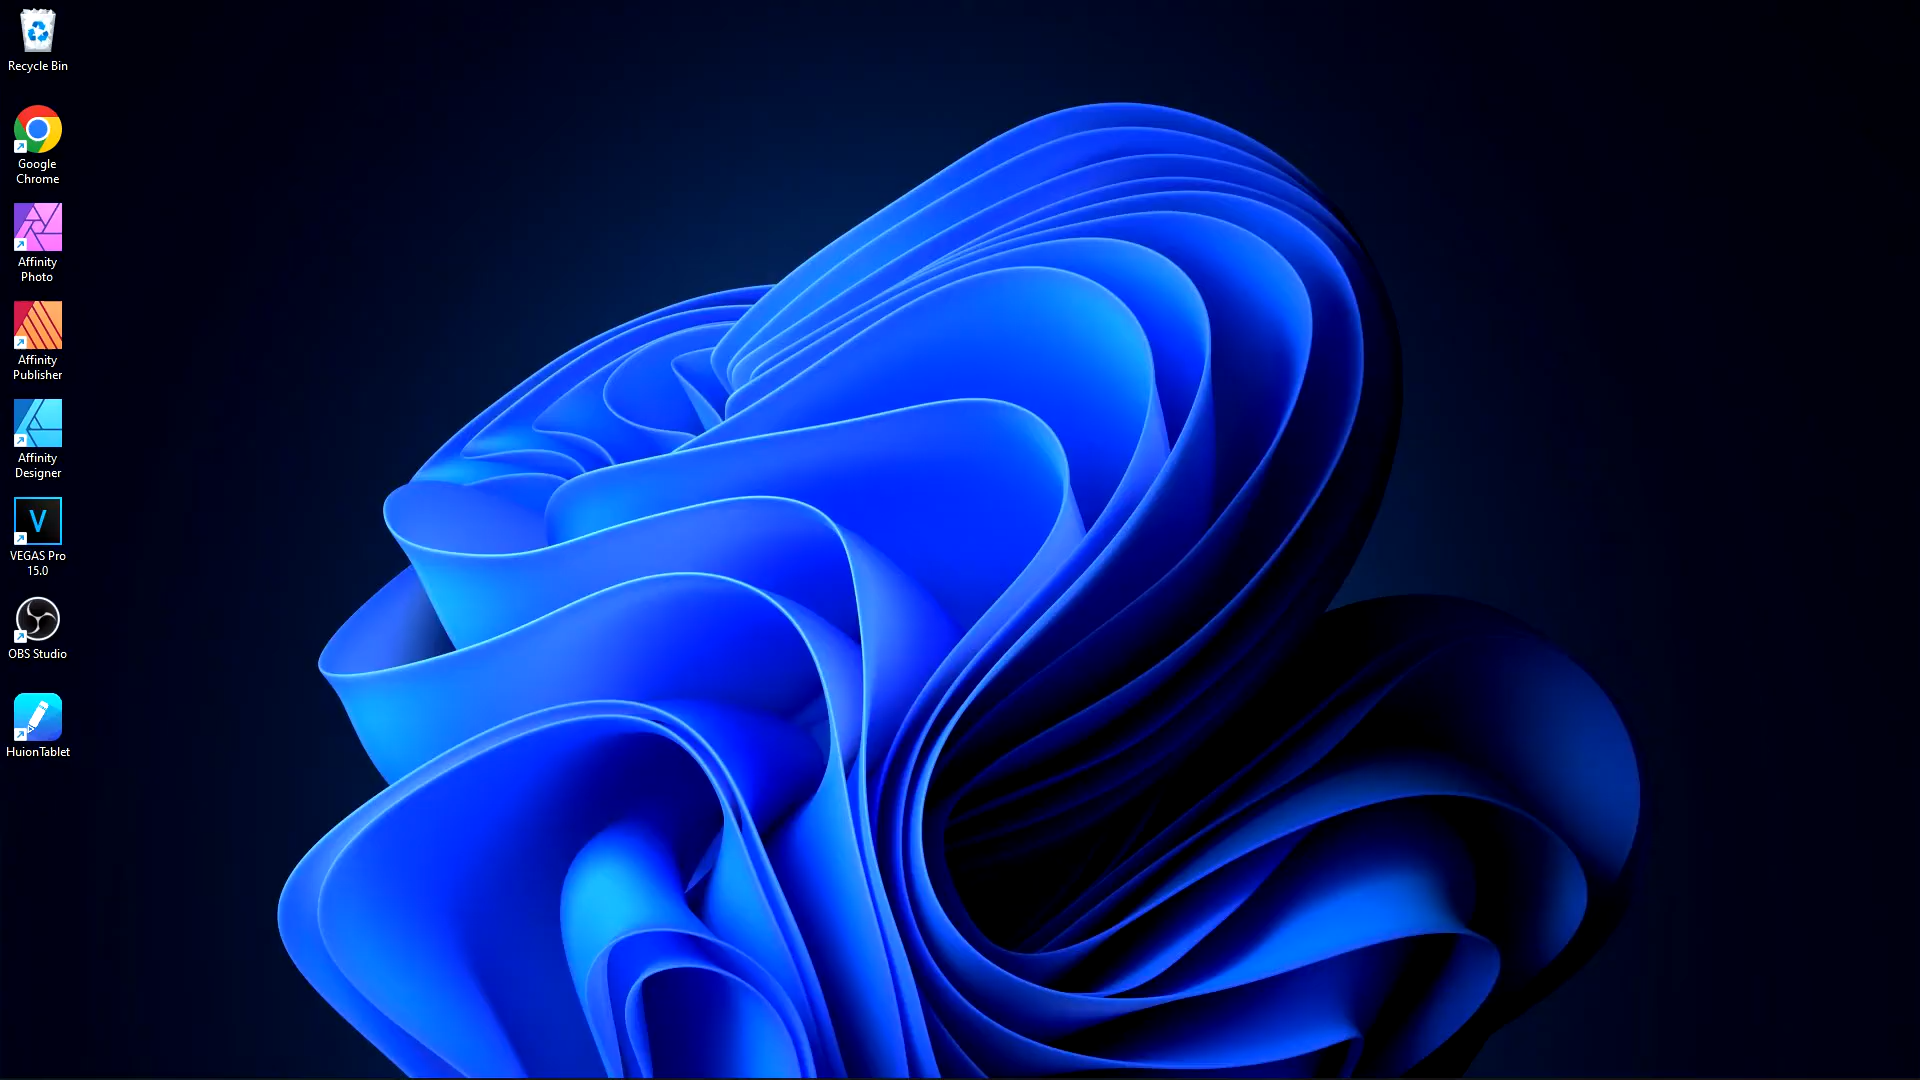 Recycle Bin
Google
Chrome
Affinity
Photo
Affinity
Publisher
Affinity
Designer
V
VEGAS Pro
15.0
OBS Studio
HuionTablet